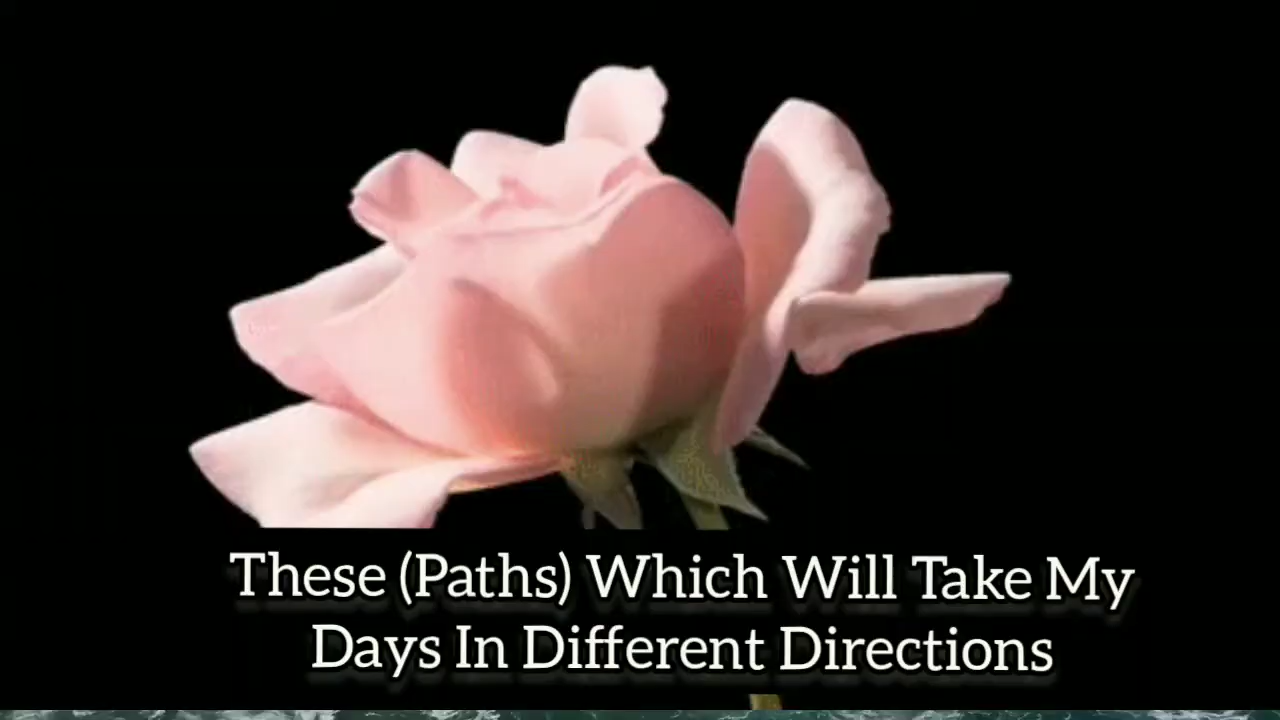 These (Paths) Which Will Take My
Days In Different Directions